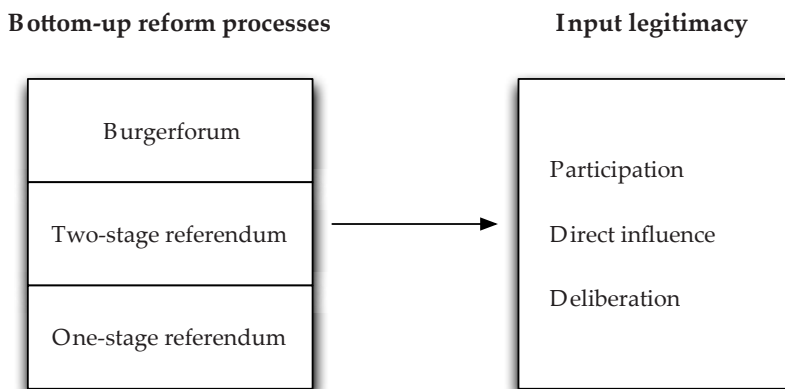 Bottom-up reform processes
Input legitimacy
Burgerforum
Two-stage referendum
One-stage referendum
Participation
Direct influence
Deliberation